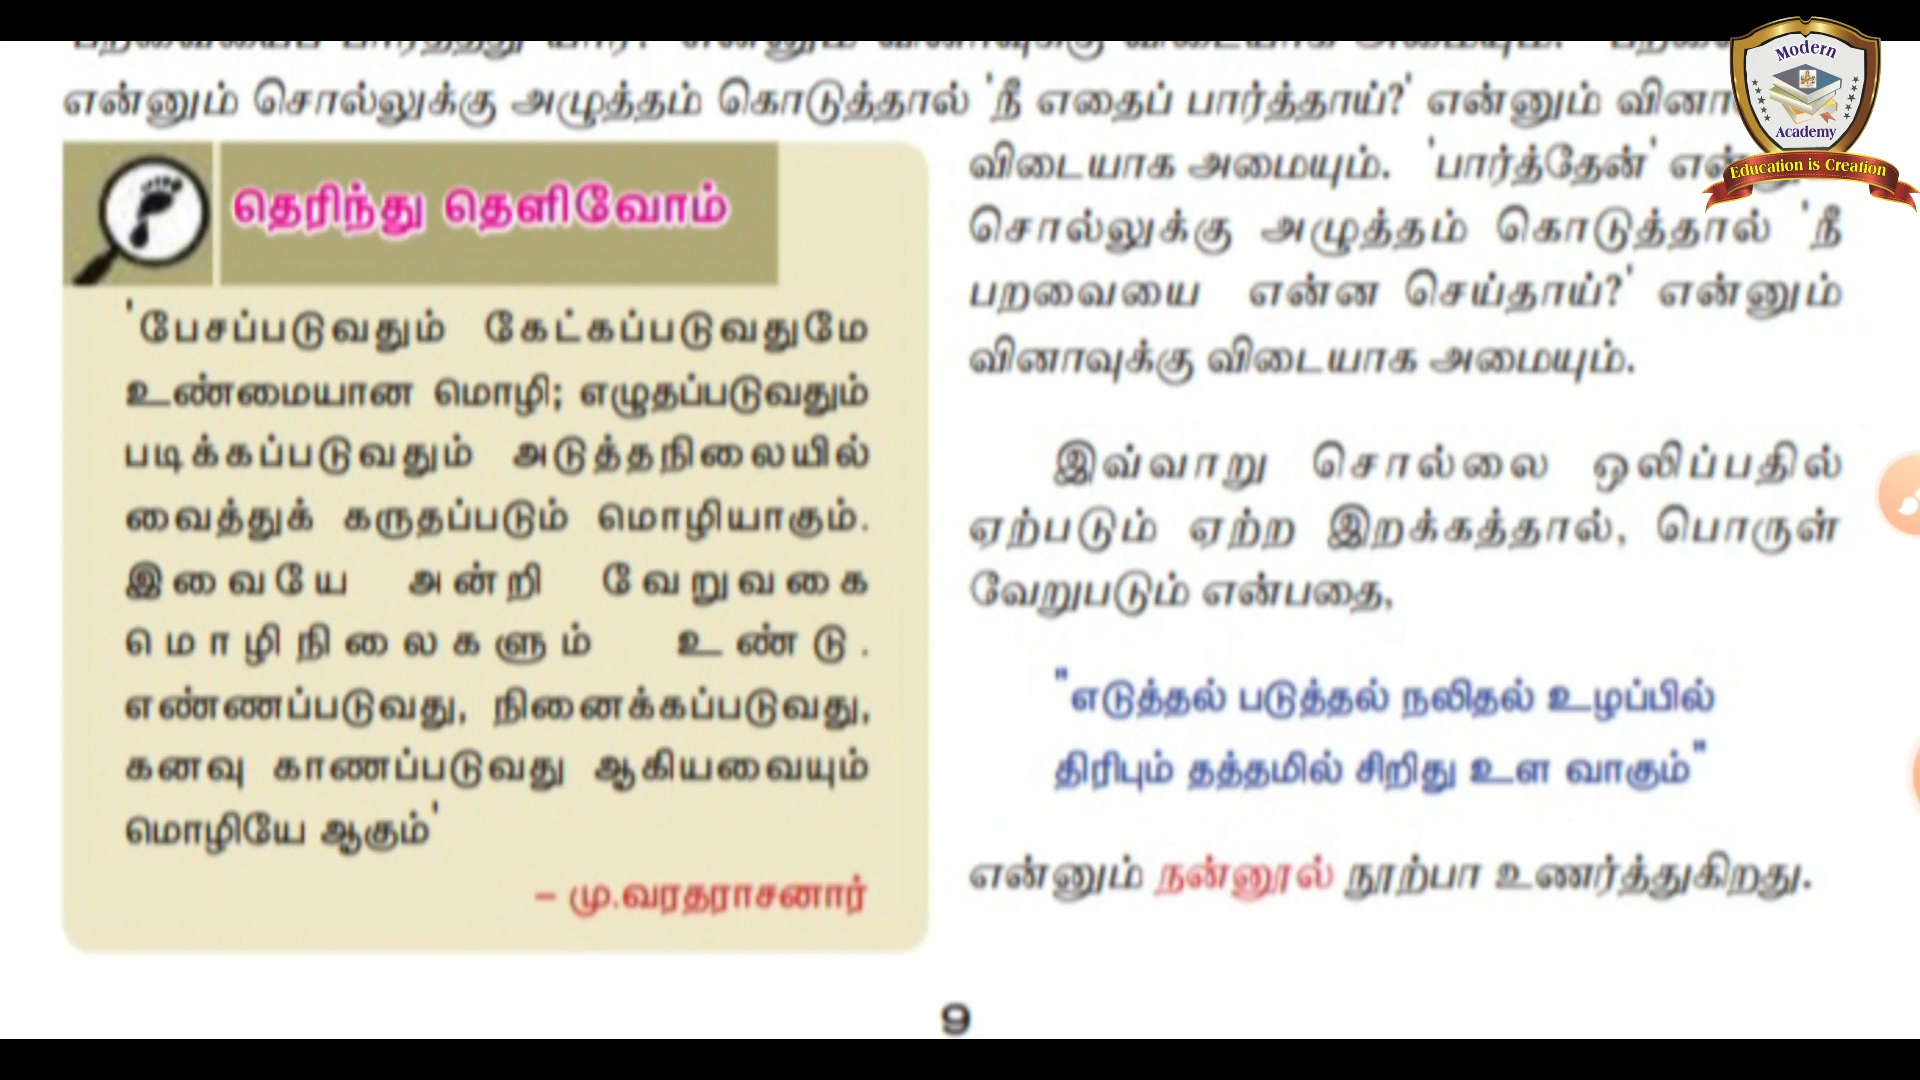 என்னும் சொல்லுக்கு அழுத்தம் கொடுத்தால் 'நீ எதைப் பார்த்தாய்?' என்னும்
தெரிந்து தெளிவோம்
'பேசப்படுவதும் கேட்கப்படுவதுமே
உண்மையான மொழி; எழுதப்படுவதும்
படிக்கப்படுவதும் அடுத்தநிலையில்
வைத்துக் கருதப்படும் மொழியாகும்.
இவையே அன்றி வேறுவகை
மொழிநிலைகளும் உண்டு.
எண்ணப்படுவது, நினைக்கப்படுவது,
கனவு காணப்படுவது ஆகியவையும்
மொழியே ஆகும்'
– மு.வரதராசனார்
விடையாக அமையும். 'பார்த்தேன்'
சொல்லுக்கு அழுத்தம் கொடுத்தால் 'நீ
பறவையை என்ன செய்தாய்?' என்னும்
வினாவுக்கு விடையாக அமையும்.
இவ்வாறு சொல்லை ஒலிப்பதில்
ஏற்படும் ஏற்ற இறக்கத்தால், பொருள்
வேறுபடும் என்பதை,
"எடுத்தல் படுத்தல் நலிதல் உழப்பில்
திரிபும் தத்தமில் சிறிது உள வாகும்"
என்னும் நன்னூல் நூற்பா உணர்த்துகிறது.
9
Modern
Academy
Education is Creation